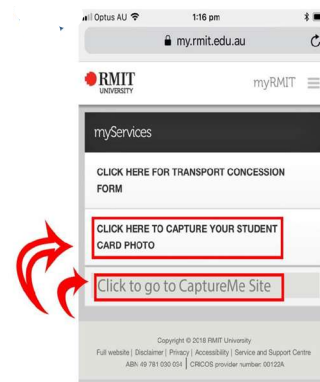 Optus AU 1:16 pm
my.rmit.edu.au
RMIT
UNIVERSITY
myRMIT
myServices
CLICK HERE FOR TRANSPORT CONCESSION
FORM
CLICK HERE TO CAPTURE YOUR STUDENT
CARD PHOTO
Click to go to CaptureMe Site
Copyright © 2018 RMIT University
Full website | Disclaimer | Privacy | Accessibility | Service and Support Centre
ABN 49 781 030 034 | CRICOS provider number: 00122A